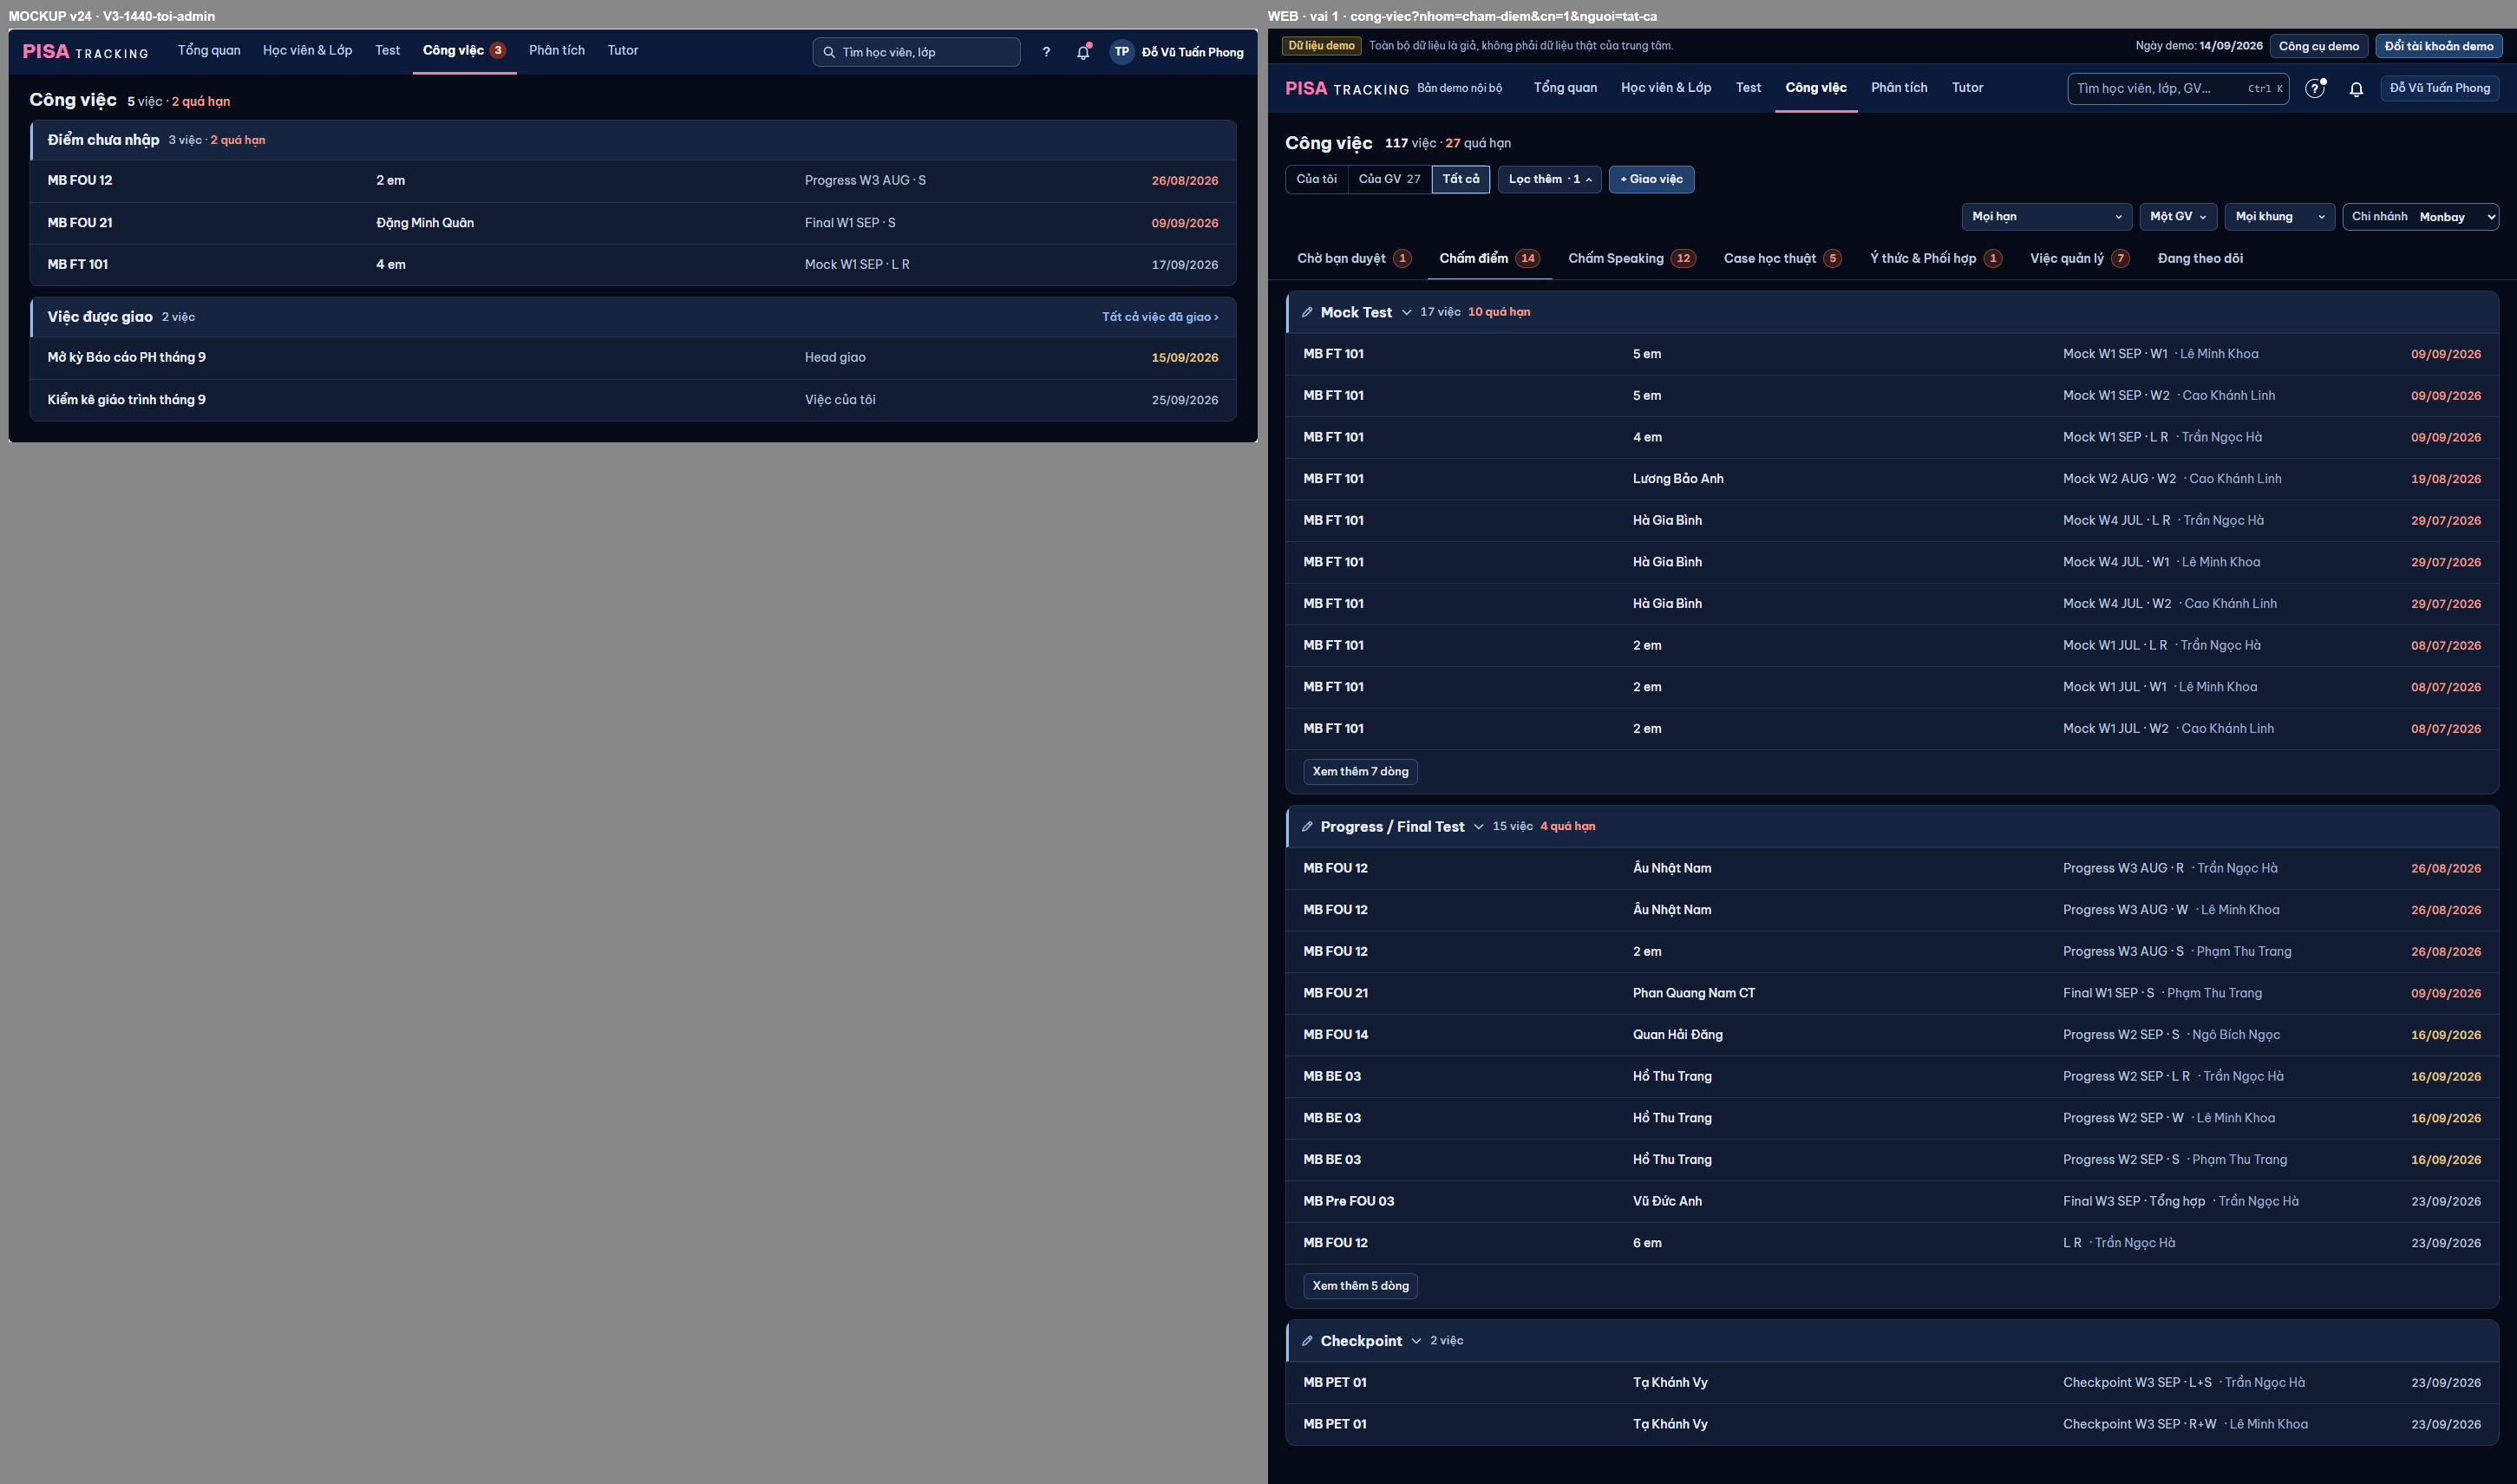 MOCKUP v24 · V3-1440-toi-admin
PISA TRACKING Tổng quan Học viên & Lớp Test Công việc 3 Phân tích Tutor Tìm học viên, lớp ? TP Đỗ Vũ Tuấn Phong
Công việc 5 việc · 2 quá hạn
Điểm chưa nhập 3 việc · 2 quá hạn
MB FOU 12 2 em Progress W3 AUG · S 26/08/2026
MB FOU 21 Đặng Minh Quân Final W1 SEP · S 09/09/2026
MB FT 101 4 em Mock W1 SEP · L R 17/09/2026
Việc được giao 2 việc Tất cả việc đã giao ›
Mở kỳ Báo cáo PH tháng 9 Head giao 15/09/2026
Kiểm kê giáo trình tháng 9 Việc của tôi 25/09/2026
WEB · vai 1 · cong-viec?nhom=cham-diem&cn=1&nguoi=tat-ca
Dữ liệu demo Toàn bộ dữ liệu là giả, không phải dữ liệu thật của trung tâm. Ngày demo: 14/09/2026 Công cụ demo Đổi tài khoản demo
PISA TRACKING Bản demo nội bộ Tổng quan Học viên & Lớp Test Công việc Phân tích Tutor Tìm học viên, lớp, GV... Ctrl K ? Đỗ Vũ Tuấn Phong
Công việc 117 việc · 27 quá hạn
Của tôi Của GV 27 Tất cả Lọc thêm · 1 + Giao việc
Mọi hạn Một GV Mọi khung Chi nhánh Monbay
Chờ bạn duyệt 1 Chấm điểm 14 Chấm Speaking 12 Case học thuật 5 Ý thức & Phối hợp 1 Việc quản lý 7 Đang theo dõi
Mock Test 17 việc 10 quá hạn
MB FT 101 5 em Mock W1 SEP · W1 · Lê Minh Khoa 09/09/2026
MB FT 101 5 em Mock W1 SEP · W2 · Cao Khánh Linh 09/09/2026
MB FT 101 4 em Mock W1 SEP · L R · Trần Ngọc Hà 09/09/2026
MB FT 101 Lương Bảo Anh Mock W2 AUG · W2 · Cao Khánh Linh 19/08/2026
MB FT 101 Hà Gia Bình Mock W4 JUL · L R · Trần Ngọc Hà 29/07/2026
MB FT 101 Hà Gia Bình Mock W4 JUL · W1 · Lê Minh Khoa 29/07/2026
MB FT 101 Hà Gia Bình Mock W4 JUL · W2 · Cao Khánh Linh 29/07/2026
MB FT 101 2 em Mock W1 JUL · L R · Trần Ngọc Hà 08/07/2026
MB FT 101 2 em Mock W1 JUL · W1 · Lê Minh Khoa 08/07/2026
MB FT 101 2 em Mock W1 JUL · W2 · Cao Khánh Linh 08/07/2026
Xem thêm 7 dòng
Progress / Final Test 15 việc 4 quá hạn
MB FOU 12 Âu Nhật Nam Progress W3 AUG · R · Trần Ngọc Hà 26/08/2026
MB FOU 12 Âu Nhật Nam Progress W3 AUG · W · Lê Minh Khoa 26/08/2026
MB FOU 12 2 em Progress W3 AUG · S · Phạm Thu Trang 26/08/2026
MB FOU 21 Phan Quang Nam CT Final W1 SEP · S · Phạm Thu Trang 09/09/2026
MB FOU 14 Quan Hải Đăng Progress W2 SEP · S · Ngô Bích Ngọc 16/09/2026
MB BE 03 Hồ Thu Trang Progress W2 SEP · L R · Trần Ngọc Hà 16/09/2026
MB BE 03 Hồ Thu Trang Progress W2 SEP · W · Lê Minh Khoa 16/09/2026
MB BE 03 Hồ Thu Trang Progress W2 SEP · S · Phạm Thu Trang 16/09/2026
MB Pre FOU 03 Vũ Đức Anh Final W3 SEP · Tổng hợp · Trần Ngọc Hà 23/09/2026
MB FOU 12 6 em L R · Trần Ngọc Hà 23/09/2026
Xem thêm 5 dòng
Checkpoint 2 việc
MB PET 01 Tạ Khánh Vy Checkpoint W3 SEP · L+S · Trần Ngọc Hà 23/09/2026
MB PET 01 Tạ Khánh Vy Checkpoint W3 SEP · R+W · Lê Minh Khoa 23/09/2026